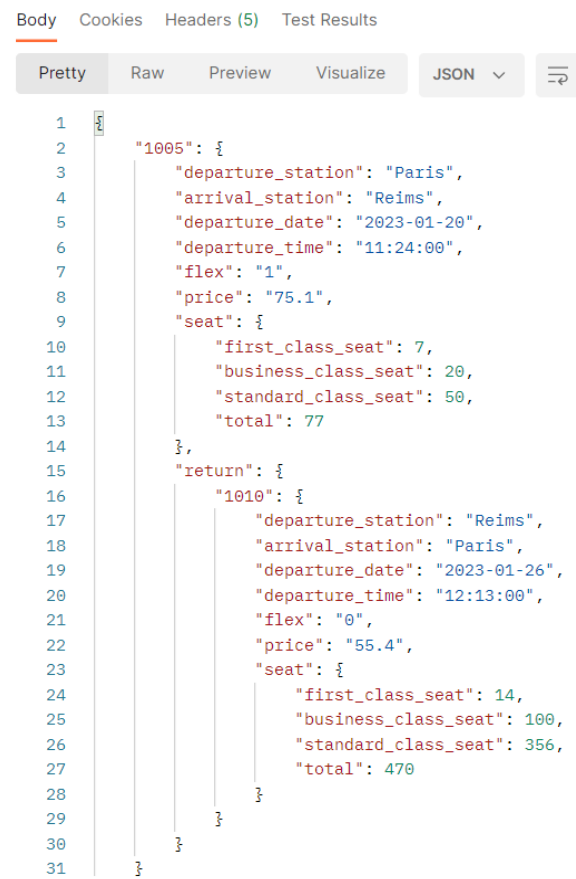 Body Cookies Headers (5) Test Results
Pretty Raw Preview Visualize JSON
1 {
2     "1005": {
3         "departure_station": "Paris",
4         "arrival_station": "Reims",
5         "departure_date": "2023-01-20",
6         "departure_time": "11:24:00",
7         "flex": "1",
8         "price": "75.1",
9         "seat": {
10             "first_class_seat": 7,
11             "business_class_seat": 20,
12             "standard_class_seat": 50,
13             "total": 77
14         },
15         "return": {
16             "1010": {
17                 "departure_station": "Reims",
18                 "arrival_station": "Paris",
19                 "departure_date": "2023-01-26",
20                 "departure_time": "12:13:00",
21                 "flex": "0",
22                 "price": "55.4",
23                 "seat": {
24                     "first_class_seat": 14,
25                     "business_class_seat": 100,
26                     "standard_class_seat": 356,
27                     "total": 470
28                 }
29             }
30         }
31     }